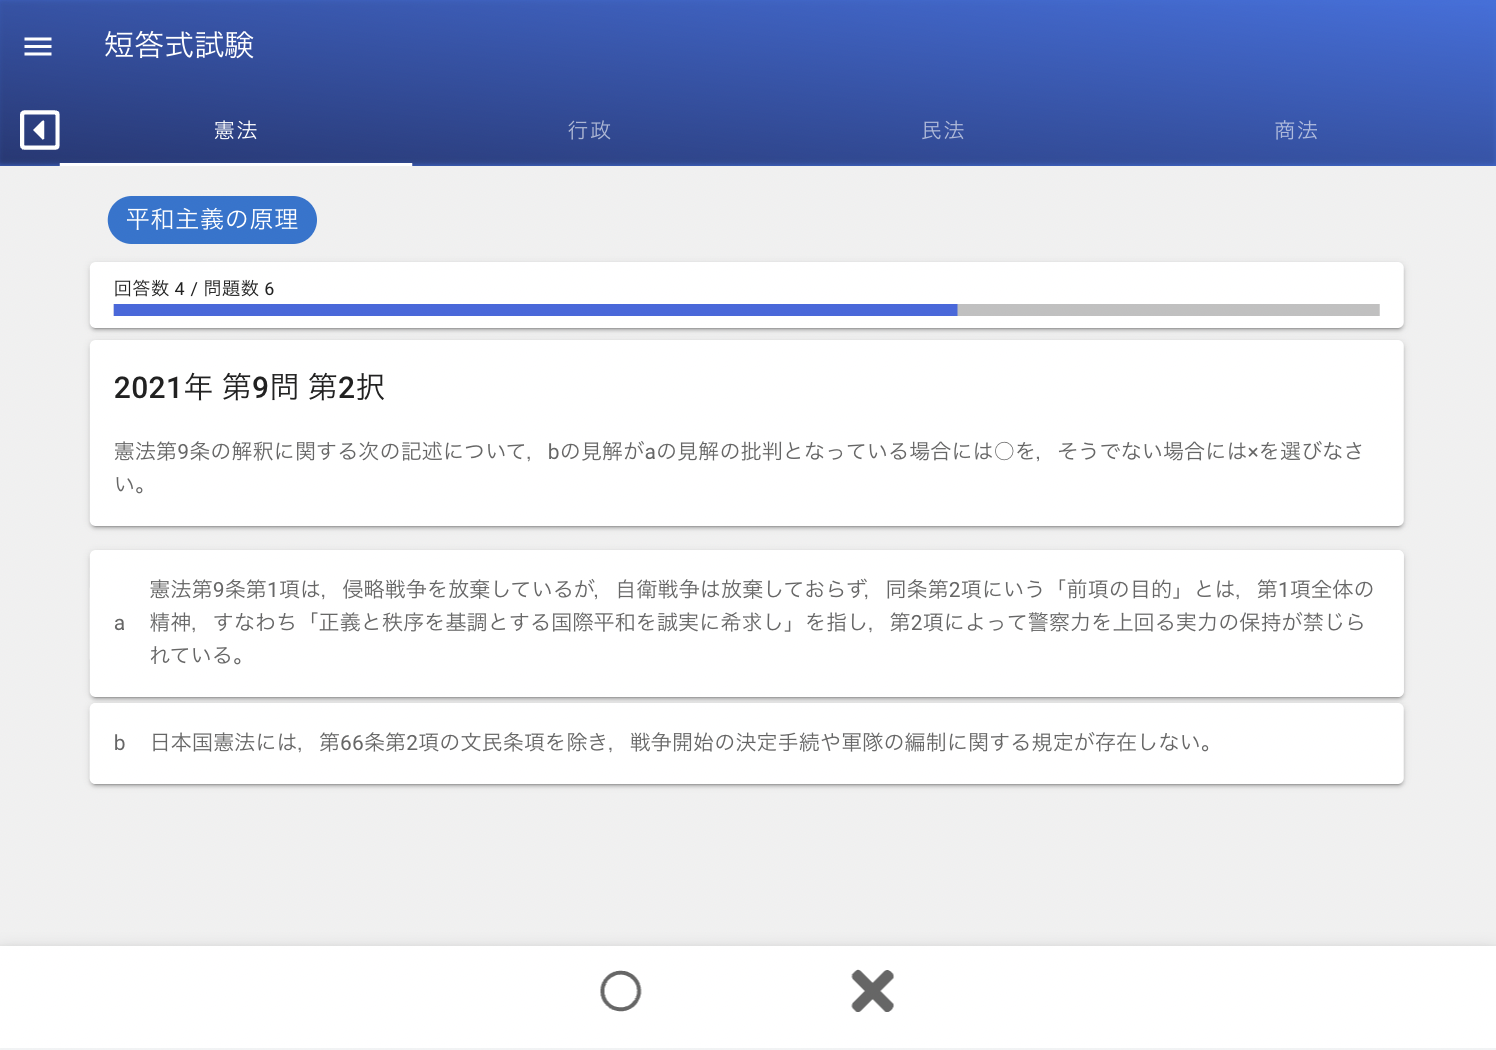 短答式試験
憲法
行政
民法
商法
平和主義の原理
回答数 4 / 問題数 6
2021年 第9問 第2択
憲法第9条の解釈に関する次の記述について，bの見解がaの見解の批判となっている場合には○を，そうでない場合には×を選びなさ
い。
憲法第9条第1項は，侵略戦争を放棄しているが，自衛戦争は放棄しておらず，同条第2項にいう「前項の目的」とは，第1項全体の
a 精神，すなわち「正義と秩序を基調とする国際平和を誠実に希求し」を指し，第2項によって警察力を上回る実力の保持が禁じら
れている。
b 日本国憲法には，第66条第2項の文民条項を除き，戦争開始の決定手続や軍隊の編制に関する規定が存在しない。